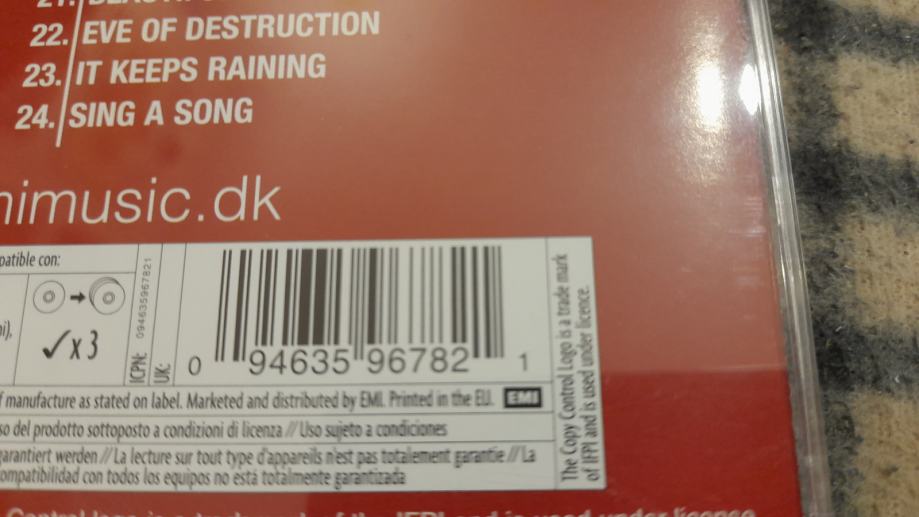 21.
22. EVE OF DESTRUCTION
23. IT KEEPS RAINING
24. SING A SONG
nimusic.dk
patible con:
✓x3
ICPN: 094635967821
UK:
0 94635 96782 1
The Copy Control Logo is a trade mark
of IFPI and is used under licence.
f manufacture as stated on label. Marketed and distributed by EMI. Printed in the EU. EMI
so del prodotto sottoposto a condizioni di licenza // Uso sujeto a condiciones
garantiert werden // La lecture sur tout type d'appareils n'est pas totalement garantie // La
ompatibilidad con todos los equipos no está totalmente garantizada